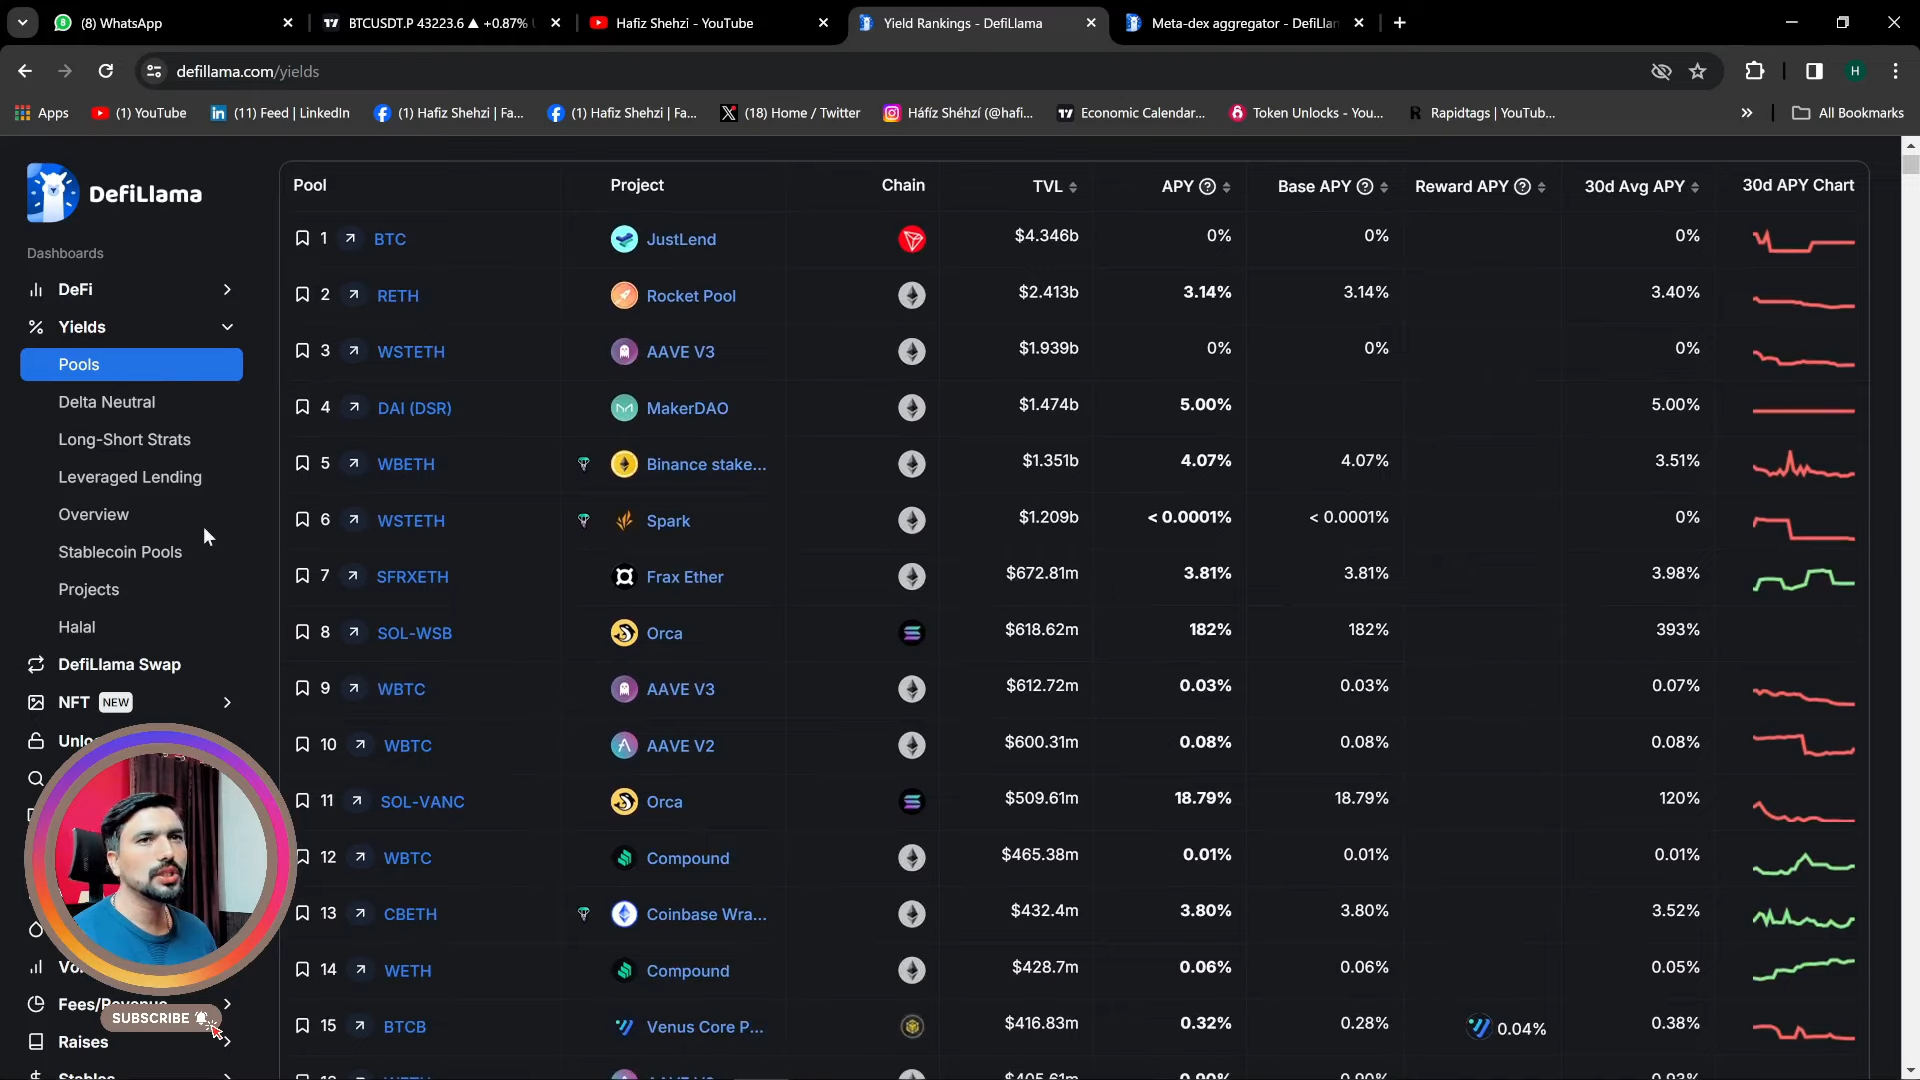 (8) WhatsApp
BTCUSDT.P 43223.6 ▲ +0.87%
Hafiz Shehzi - YouTube
Yield Rankings - DefiLlama
Meta-dex aggregator - DefiLlam
defillama.com/yields
H
Apps
(1) YouTube
(11) Feed | LinkedIn
(1) Hafiz Shehzi | Fa...
(1) Hafiz Shehzi | Fa...
(18) Home / Twitter
Háfíz Shéhzí (@hafi...
Economic Calendar...
Token Unlocks - You...
Rapidtags | YouTub...
»
All Bookmarks
DefiLlama
Dashboards
DeFi
Yields
Pools
Delta Neutral
Long-Short Strats
Leveraged Lending
Overview
Stablecoin Pools
Projects
Halal
DefiLlama Swap
NFT NEW
Fees/Revenue
Raises
SUBSCRIBE
Pool Project Chain TVL APY Base APY Reward APY 30d Avg APY 30d APY Chart
1 BTC JustLend $4.346b 0% 0% 0%
2 RETH Rocket Pool $2.413b 3.14% 3.14% 3.40%
3 WSTETH AAVE V3 $1.939b 0% 0% 0%
4 DAI (DSR) MakerDAO $1.474b 5.00% 5.00%
5 WBETH Binance stake... $1.351b 4.07% 4.07% 3.51%
6 WSTETH Spark $1.209b < 0.0001% < 0.0001% 0%
7 SFRXETH Frax Ether $672.81m 3.81% 3.81% 3.98%
8 SOL-WSB Orca $618.62m 182% 182% 393%
9 WBTC AAVE V3 $612.72m 0.03% 0.03% 0.07%
10 WBTC AAVE V2 $600.31m 0.08% 0.08% 0.08%
11 SOL-VANC Orca $509.61m 18.79% 18.79% 120%
12 WBTC Compound $465.38m 0.01% 0.01% 0.01%
13 CBETH Coinbase Wra... $432.4m 3.80% 3.80% 3.52%
14 WETH Compound $428.7m 0.06% 0.06% 0.05%
15 BTCB Venus Core P... $416.83m 0.32% 0.28% 0.04% 0.38%